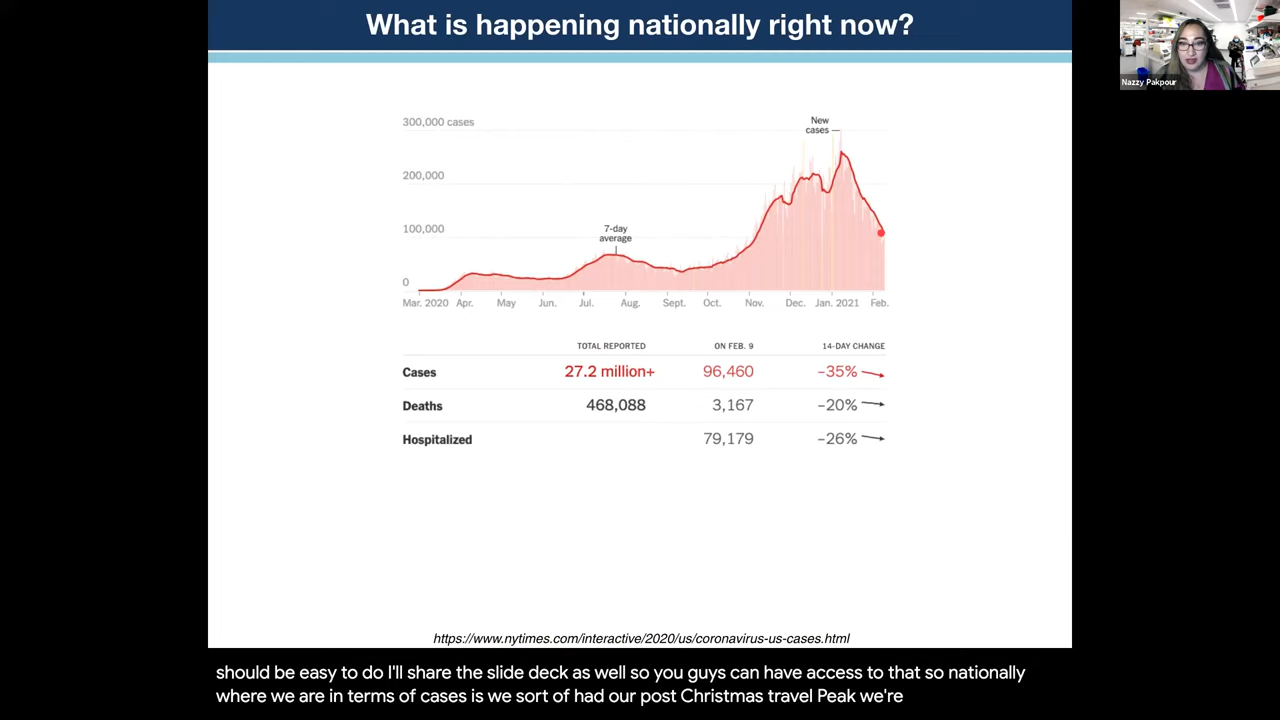 What is happening nationally right now?
Nazzy Pakpour
300,000 cases
200,000
100,000
0
New
cases
7-day
average
Mar. 2020 Apr. May Jun. Jul. Aug. Sept. Oct. Nov. Dec. Jan. 2021 Feb.
TOTAL REPORTED ON FEB. 9 14-DAY CHANGE
Cases 27.2 million+ 96,460 –35%
Deaths 468,088 3,167 –20%
Hospitalized 79,179 –26%
https://www.nytimes.com/interactive/2020/us/coronavirus-us-cases.html
should be easy to do I'll share the slide deck as well so you guys can have access to that so nationally
where we are in terms of cases is we sort of had our post Christmas travel Peak we're